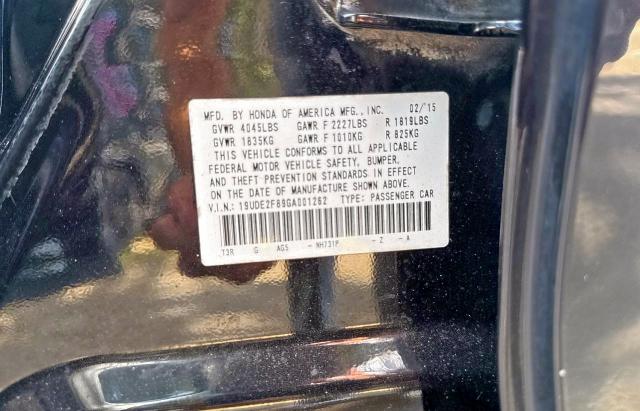 MFD. BY HONDA OF AMERICA MFG., INC. 02/'15
GVWR 4045LBS GAWR F 2227LBS R 1819LBS
GVWR 1835KG GAWR F 1010KG R 825KG
THIS VEHICLE CONFORMS TO ALL APPLICABLE
FEDERAL MOTOR VEHICLE SAFETY, BUMPER,
AND THEFT PREVENTION STANDARDS IN EFFECT
ON THE DATE OF MANUFACTURE SHOWN ABOVE.
V.I.N.: 19UDE2F89GA001262 TYPE: PASSENGER CAR
T3R G AG5 - NH731P - Z - A